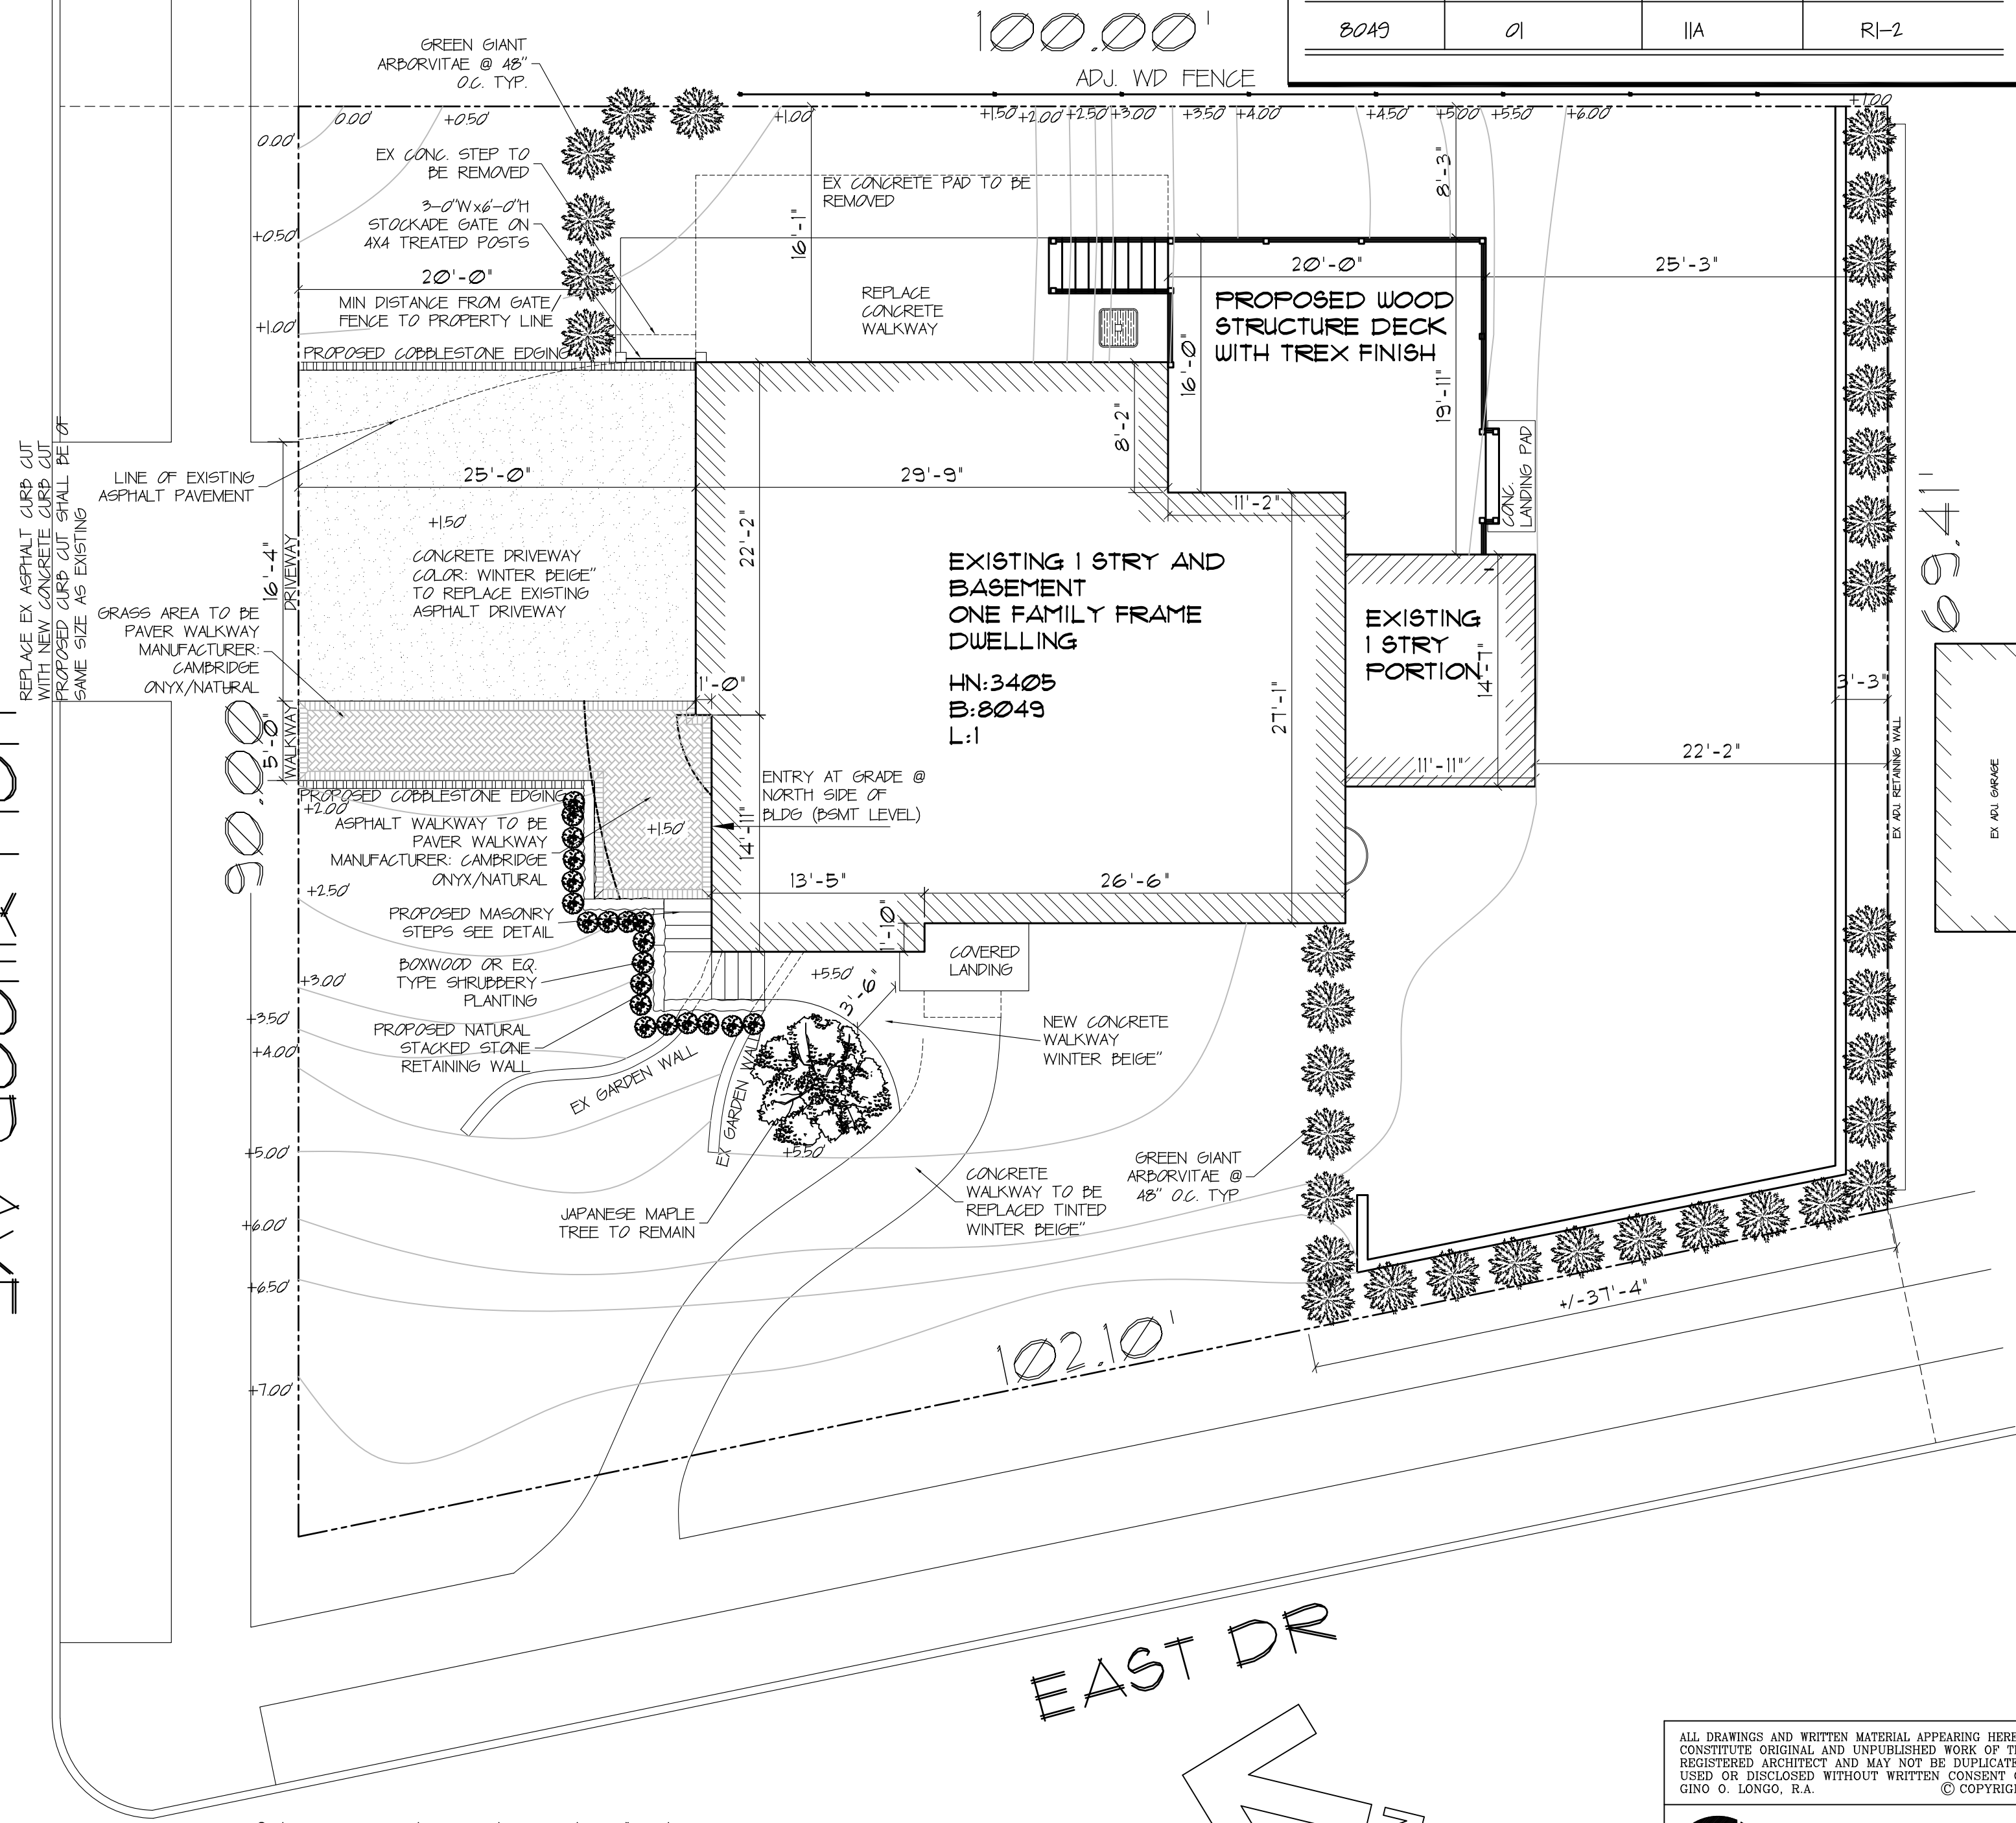 100.00'
8049 01 11A R1-2
ADJ. WD FENCE
GREEN GIANT
ARBORVITAE @ 48"
O.C. TYP.
0.00'
0.00'
+0.50'
+1.00'
+1.50'
+2.00'
+2.50'
+3.00'
+3.50'
+4.00'
+4.50'
+5.00'
+5.50'
+6.00'
+7.00'
EX CONC. STEP TO
BE REMOVED
3-0"Wx6'-0"H
STOCKADE GATE ON
4X4 TREATED POSTS
+0.50'
20'-0"
MIN DISTANCE FROM GATE/
FENCE TO PROPERTY LINE
+1.00'
PROPOSED COBBLESTONE EDGING
EX CONCRETE PAD TO BE
REMOVED
16'-1"
8'-3"
REPLACE
CONCRETE
WALKWAY
20'-0"
25'-3"
PROPOSED WOOD
STRUCTURE DECK
WITH TREX FINISH
16'-0"
19'-11"
8'-2"
CONC.
LANDING PAD
REPLACE EX ASPHALT CURB CUT
WITH NEW CONCRETE CURB CUT
PROPOSED CURB CUT SHALL BE OF
SAME SIZE AS EXISTING
LINE OF EXISTING
ASPHALT PAVEMENT
25'-0"
29'-9"
11'-2"
22'-2"
16'-4"
DRIVEWAY
+1.50'
CONCRETE DRIVEWAY
COLOR: WINTER BEIGE"
TO REPLACE EXISTING
ASPHALT DRIVEWAY
GRASS AREA TO BE
PAVER WALKWAY
MANUFACTURER:
CAMBRIDGE
ONYX/NATURAL
EXISTING 1 STRY AND
BASEMENT
ONE FAMILY FRAME
DWELLING
HN:3405
B:8049
L:1
EXISTING
1 STRY
PORTION
14'-7"
27'-1"
69.41'
3'-3"
1'-0"
90.00'
5'-0"
WALKWAY
22'-2"
11'-11"
EX ADJ. RETAINING WALL
EX ADJ. GARAGE
PROPOSED COBBLESTONE EDGING
+2.00'
ASPHALT WALKWAY TO BE
PAVER WALKWAY
MANUFACTURER: CAMBRIDGE
ONYX/NATURAL
+1.50'
ENTRY AT GRADE @
NORTH SIDE OF
BLDG (BSMT LEVEL)
14'-11"
+2.50'
13'-5"
26'-6"
1'-10"
PROPOSED MASONRY
STEPS SEE DETAIL
COVERED
LANDING
BOXWOOD OR EQ.
TYPE SHRUBBERY
PLANTING
+3.00'
+5.50'
3'-6"
+3.50'
PROPOSED NATURAL
STACKED STONE
RETAINING WALL
+4.00'
NEW CONCRETE
WALKWAY
WINTER BEIGE"
EX GARDEN WALL
EX GARDEN WALL
+5.00'
+5.50'
GREEN GIANT
ARBORVITAE @
48" O.C. TYP
CONCRETE
WALKWAY TO BE
REPLACED TINTED
WINTER BEIGE"
JAPANESE MAPLE
TREE TO REMAIN
+6.00'
+6.50'
+/-37'-4"
102.10'
+7.00'
EAST DR
ALL DRAWINGS AND WRITTEN MATERIAL APPEARING HERE
CONSTITUTE ORIGINAL AND UNPUBLISHED WORK OF
REGISTERED ARCHITECT AND MAY NOT BE DUPLICATE
USED OR DISCLOSED WITHOUT WRITTEN CONSENT
GINO O. LONGO, R.A. © COPYRIG